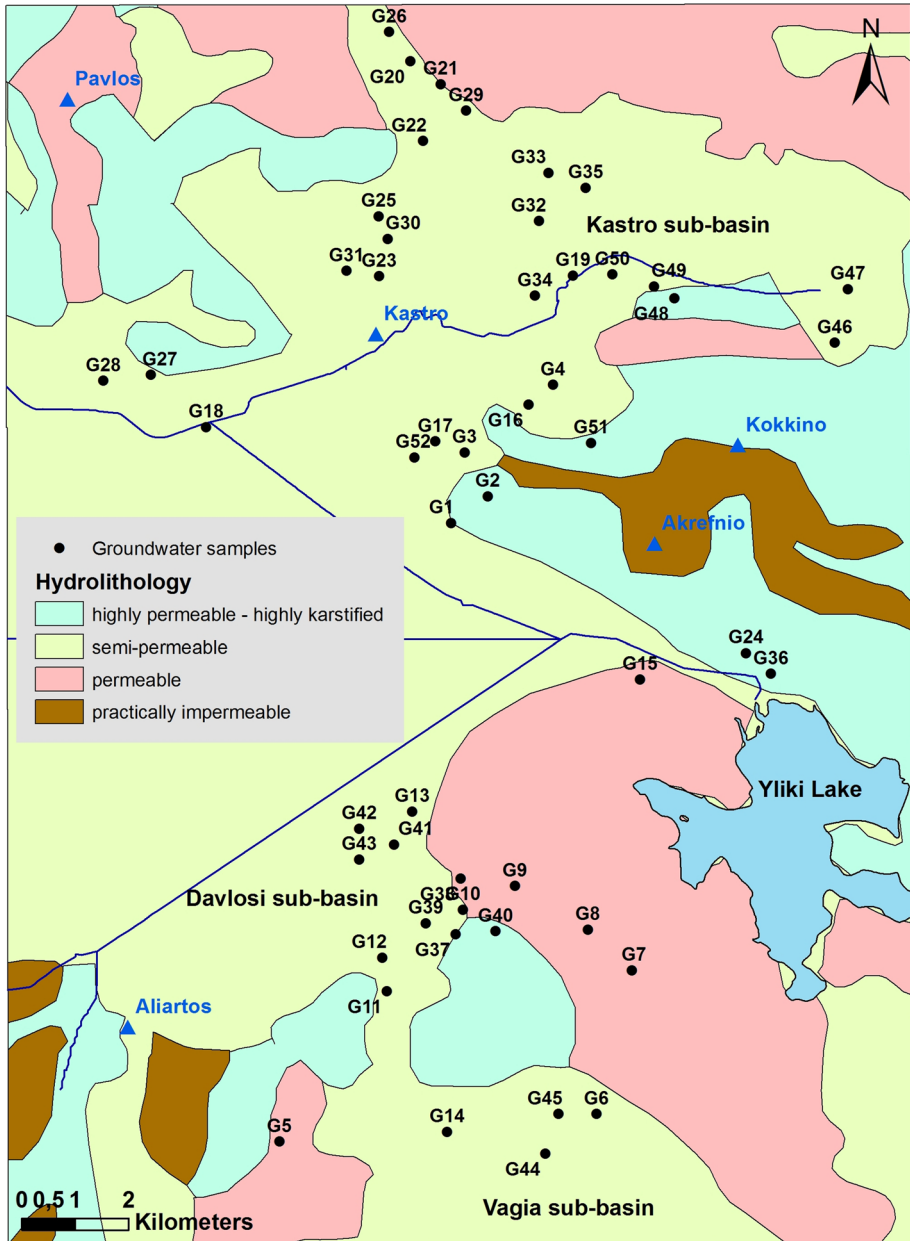 G26
N
G20
G21
Pavlos
G29
G22
G33
G35
G25
G32
Kastro sub-basin
G30
G31
G23
G19
G50
G49
G47
G34
G48
Kastro
G46
G28
G27
G4
G18
G16
G17
G3
G51
Kokkino
G52
G2
G1
Akrefnio
Groundwater samples
Hydrolithology
highly permeable - highly karstified
semi-permeable
permeable
practically impermeable
G24
G15
G36
Yliki Lake
G13
G42
G41
G43
G9
Davlosi sub-basin
G38
G10
G39
G40
G8
G37
G12
G7
G11
Aliartos
G45
G6
G14
G5
G44
0 0,5 1 2
Kilometers
Vagia sub-basin